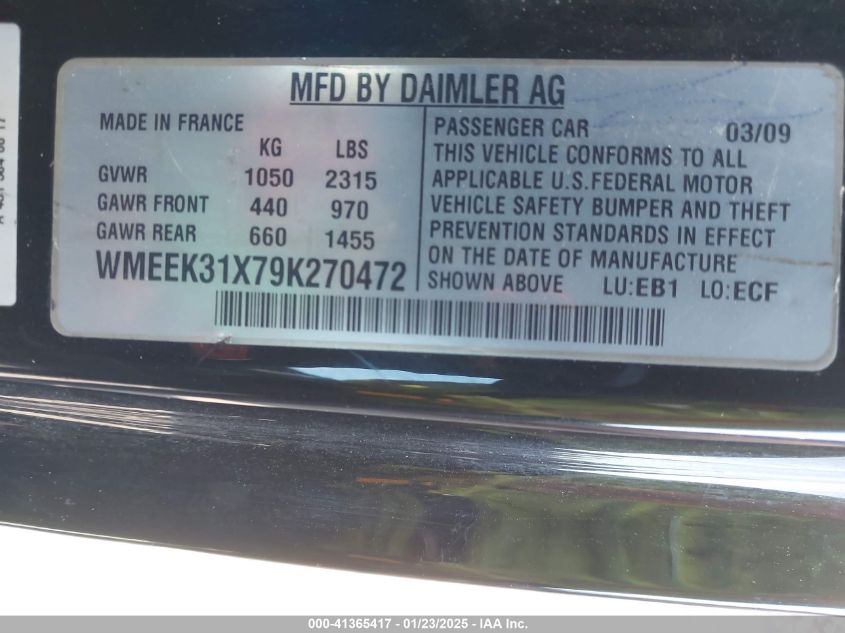 MFD BY DAIMLER AG
MADE IN FRANCE
KG LBS
GVWR 1050 2315
GAWR FRONT 440 970
GAWR REAR 660 1455
WMEEK31X79K270472
PASSENGER CAR 03/09
THIS VEHICLE CONFORMS TO ALL
APPLICABLE U.S.FEDERAL MOTOR
VEHICLE SAFETY BUMPER AND THEFT
PREVENTION STANDARDS IN EFFECT
ON THE DATE OF MANUFACTURE
SHOWN ABOVE LU:EB1 LO:ECF
000-41365417 - 01/23/2025 - IAA Inc.